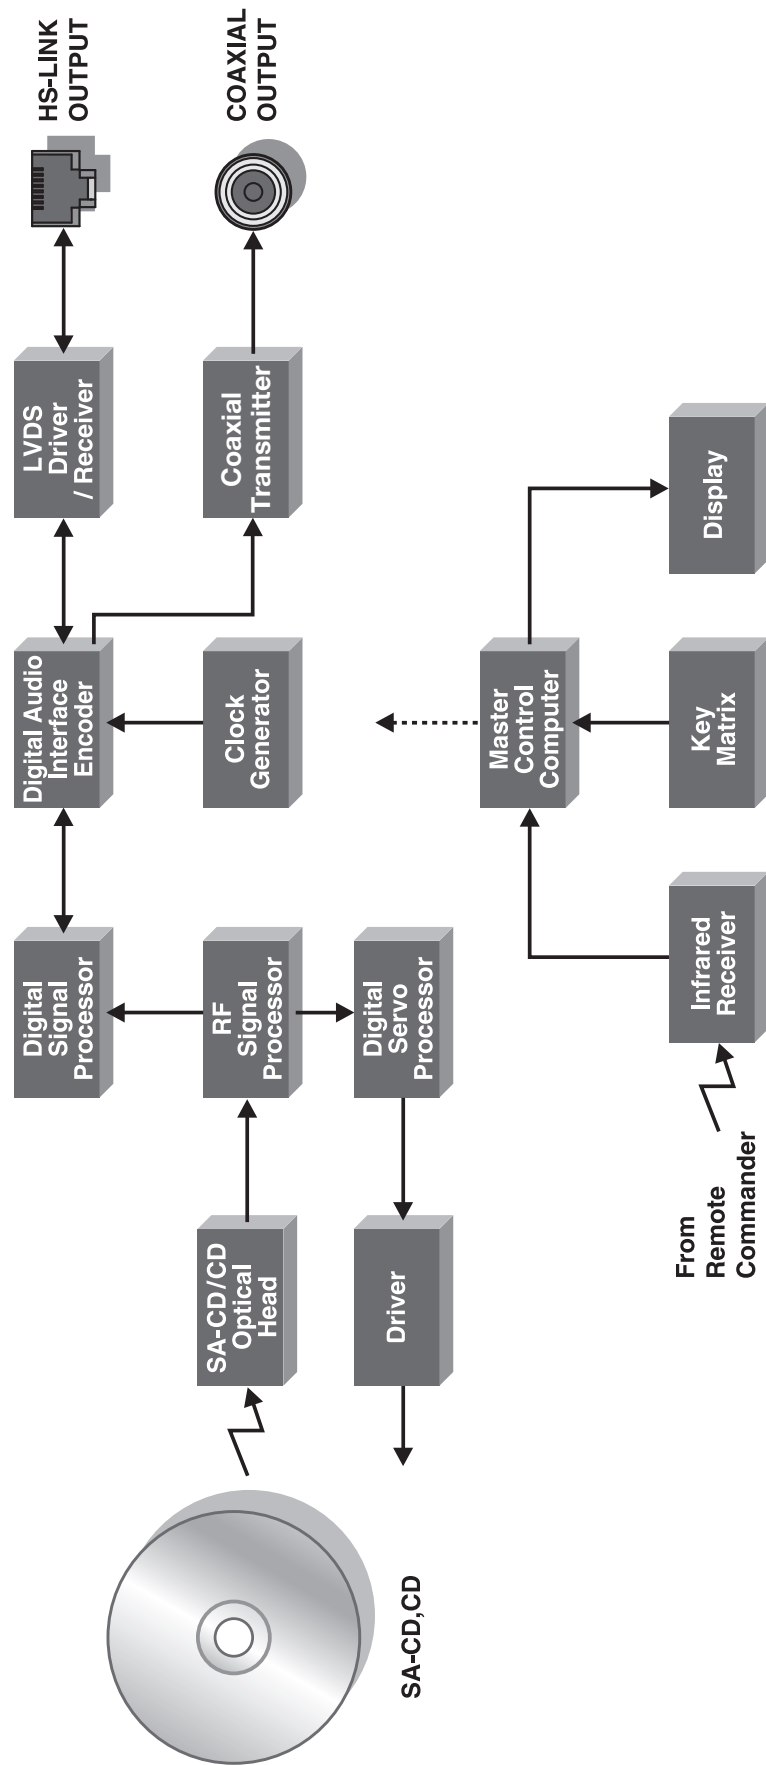 HS-LINK
OUTPUT
COAXIAL
OUTPUT
LVDS
Driver
/ Receiver
Coaxial
Transmitter
Digital Audio
Interface
Encoder
Clock
Generator
Digital
Signal
Processor
RF
Signal
Processor
Digital
Servo
Processor
SA-CD/CD
Optical
Head
Driver
SA-CD,CD
Master
Control
Computer
Display
Key
Matrix
Infrared
Receiver
From
Remote
Commander